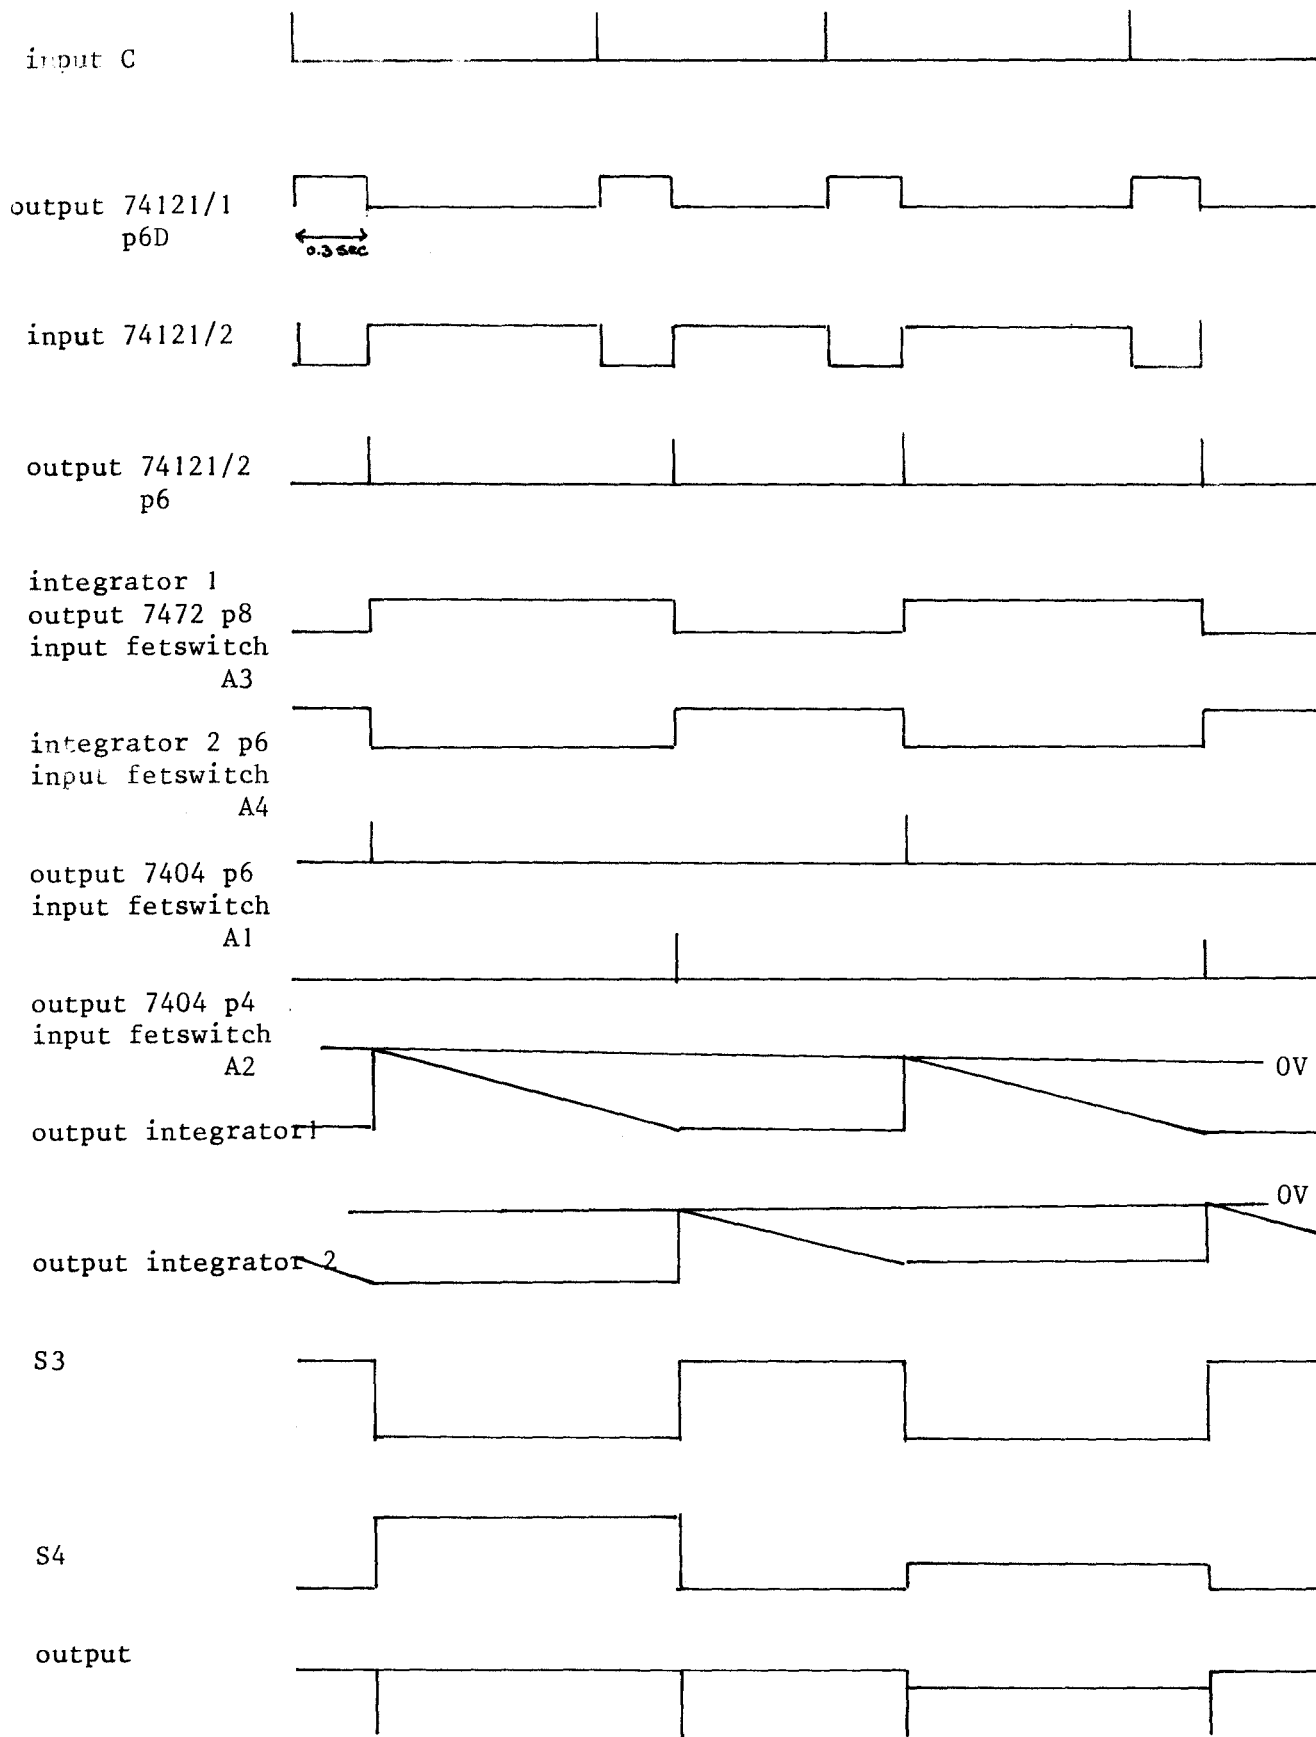 input C
output 74121/1
p6D
0.3 SEC
input 74121/2
output 74121/2
p6
integrator 1
output 7472 p8
input fetswitch
A3
integrator 2 p6
input fetswitch
A4
output 7404 p6
input fetswitch
A1
output 7404 p4
input fetswitch
A2
0V
output integrator1
0V
output integrator 2
S3
S4
output